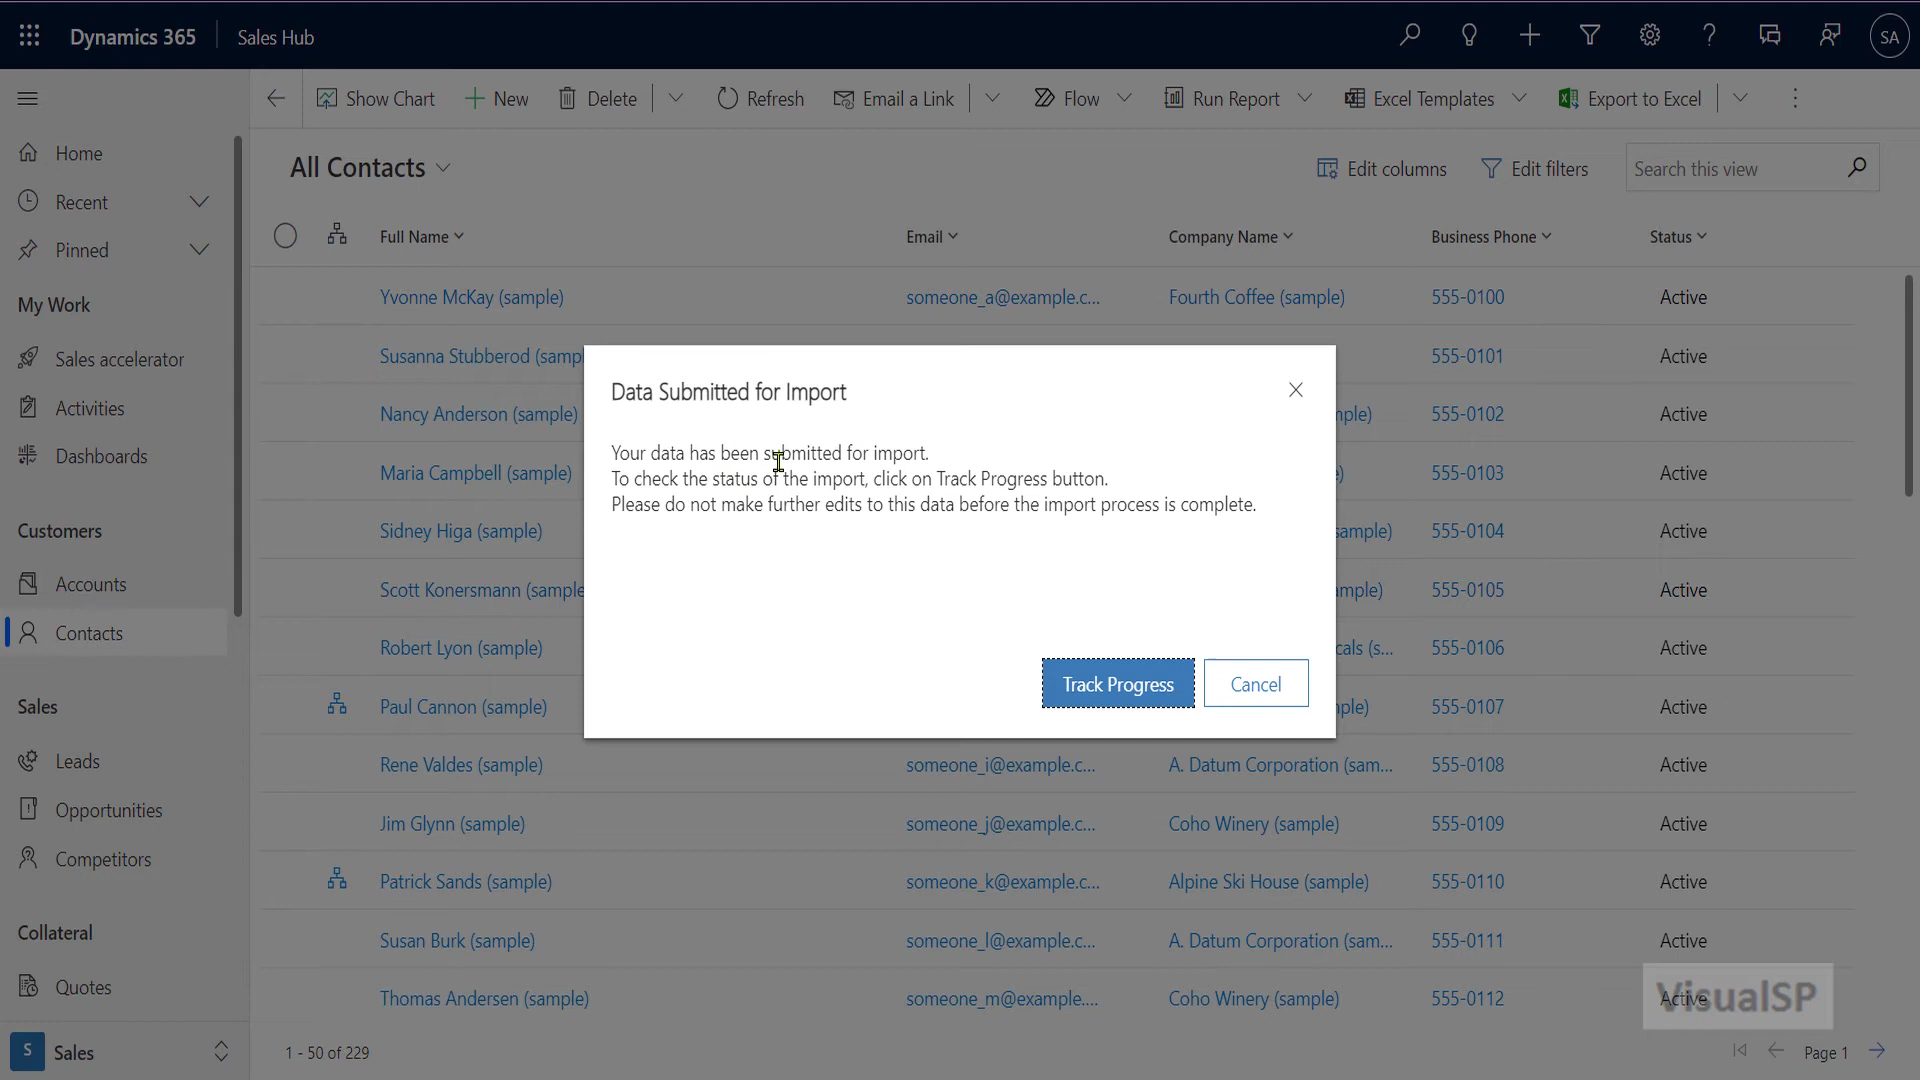 Dynamics 365 Sales Hub SA
Show Chart New Delete Refresh Email a Link Flow Run Report Excel Templates Export to Excel
Home
Recent
Pinned
My Work
Sales accelerator
Activities
Dashboards
Customers
Accounts
Contacts
Sales
Leads
Opportunities
Competitors
Collateral
Quotes
S Sales
All Contacts Edit columns Edit filters Search this view
Full Name Email Company Name Business Phone Status
Yvonne McKay (sample) someone_a@example.c... Fourth Coffee (sample) 555-0100 Active
Susanna Stubberod (samp 555-0101 Active
Nancy Anderson (sample) ple) 555-0102 Active
Maria Campbell (sample) 555-0103 Active
Sidney Higa (sample) sample) 555-0104 Active
Scott Konersmann (sample mple) 555-0105 Active
Robert Lyon (sample) cals (s... 555-0106 Active
Paul Cannon (sample) ple) 555-0107 Active
Rene Valdes (sample) someone_i@example.c... A. Datum Corporation (sam... 555-0108 Active
Jim Glynn (sample) someone_j@example.c... Coho Winery (sample) 555-0109 Active
Patrick Sands (sample) someone_k@example.c... Alpine Ski House (sample) 555-0110 Active
Susan Burk (sample) someone_l@example.c... A. Datum Corporation (sam... 555-0111 Active
Thomas Andersen (sample) someone_m@example.... Coho Winery (sample) 555-0112 Active
1 - 50 of 229 Page 1
Data Submitted for Import
Your data has been submitted for import.
To check the status of the import, click on Track Progress button.
Please do not make further edits to this data before the import process is complete.
Track Progress Cancel
VisualSP